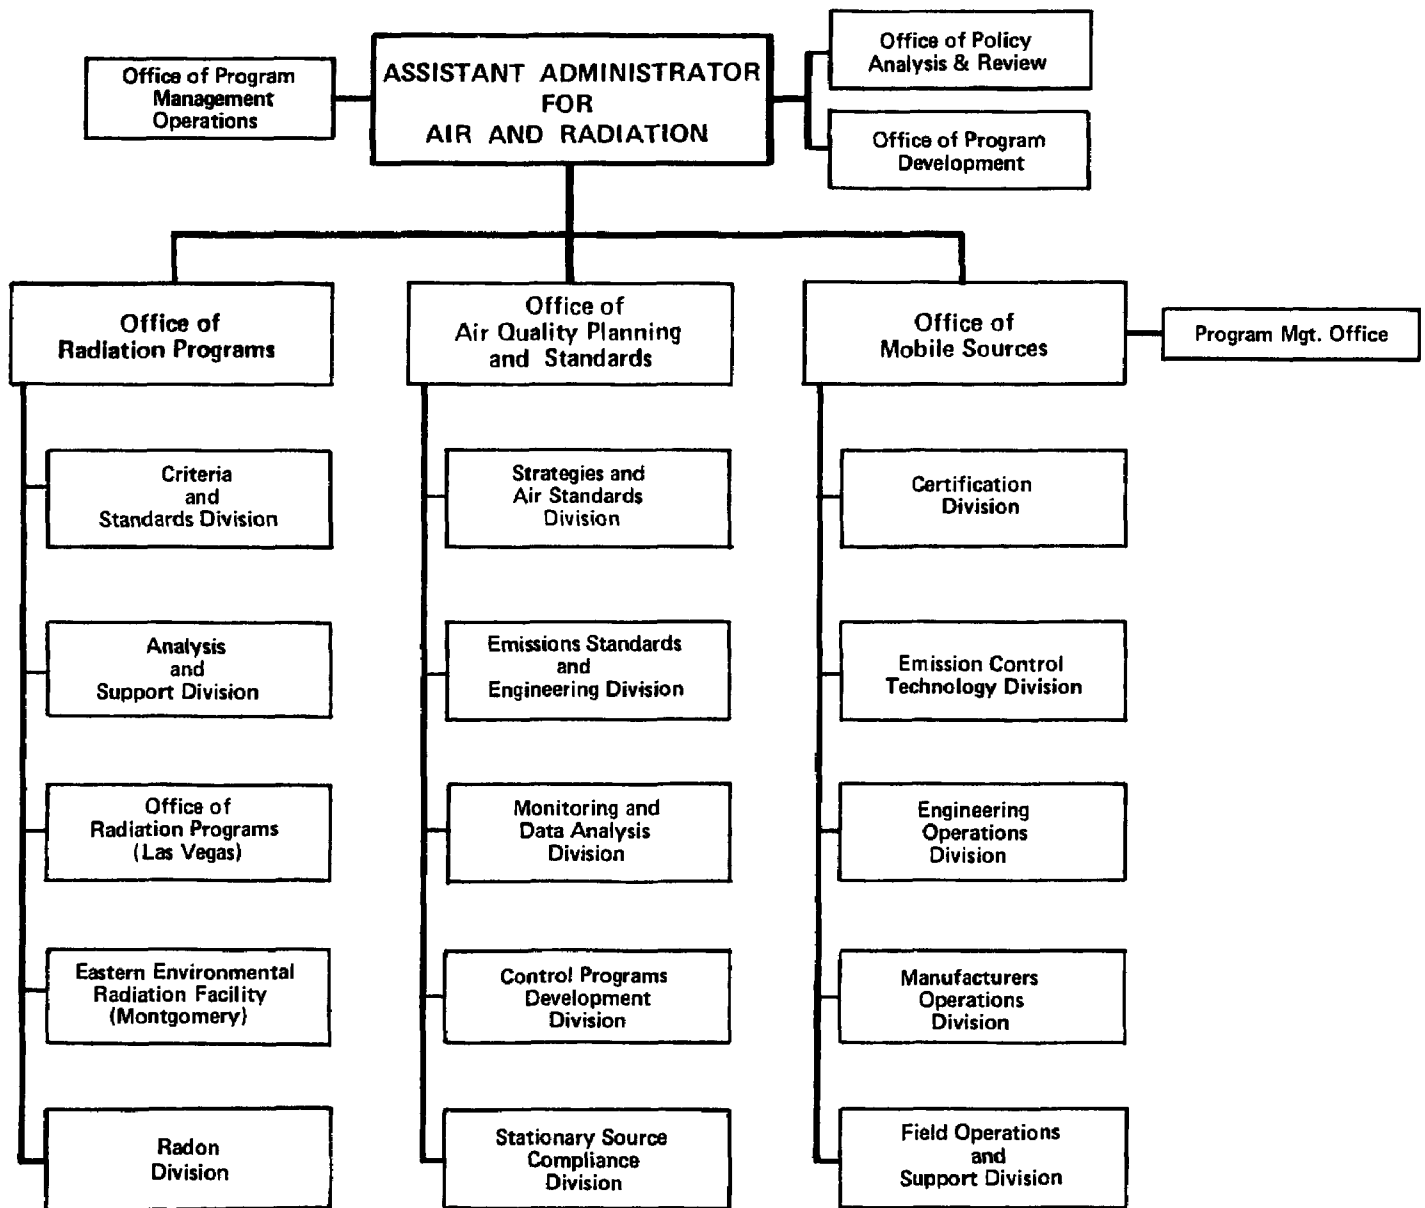 Office of Program
Management
Operations
ASSISTANT ADMINISTRATOR
FOR
AIR AND RADIATION
Office of Policy
Analysis & Review
Office of Program
Development
Office of
Radiation Programs
Office of
Air Quality Planning
and Standards
Office of
Mobile Sources
Program Mgt. Office
Criteria
and
Standards Division
Strategies and
Air Standards
Division
Certification
Division
Analysis
and
Support Division
Emissions Standards
and
Engineering Division
Emission Control
Technology Division
Office of
Radiation Programs
(Las Vegas)
Monitoring and
Data Analysis
Division
Engineering
Operations
Division
Eastern Environmental
Radiation Facility
(Montgomery)
Control Programs
Development
Division
Manufacturers
Operations
Division
Radon
Division
Stationary Source
Compliance
Division
Field Operations
and
Support Division